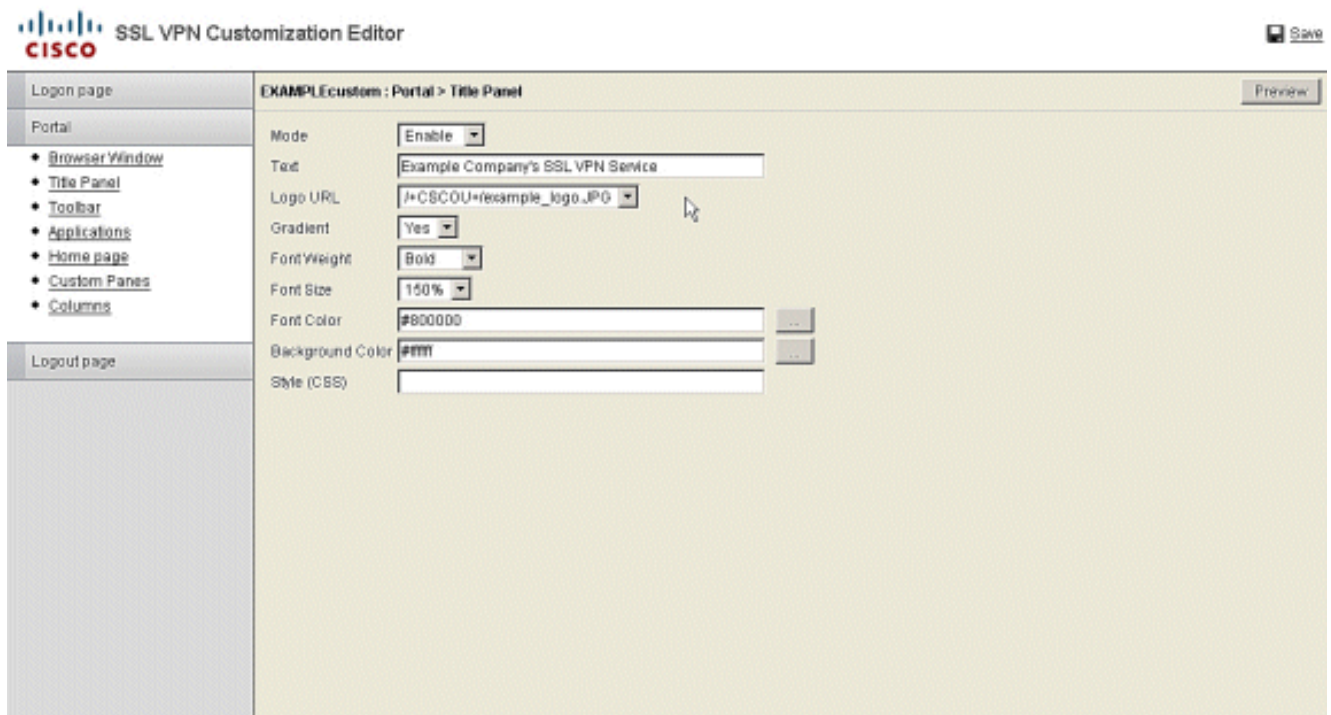 CISCO
SSL VPN Customization Editor
Save
Logon page
Portal
Browser Window
Title Panel
Toolbar
Applications
Home page
Custom Panes
Columns
Logout page
EXAMPLEcustom : Portal > Title Panel
Preview
Mode Enable
Text Example Company's SSL VPN Service
Logo URL /+CSCOU+/example_logo.JPG
Gradient Yes
Font Weight Bold
Font Size 150%
Font Color #800000 ...
Background Color #ffffff ...
Style (CSS)